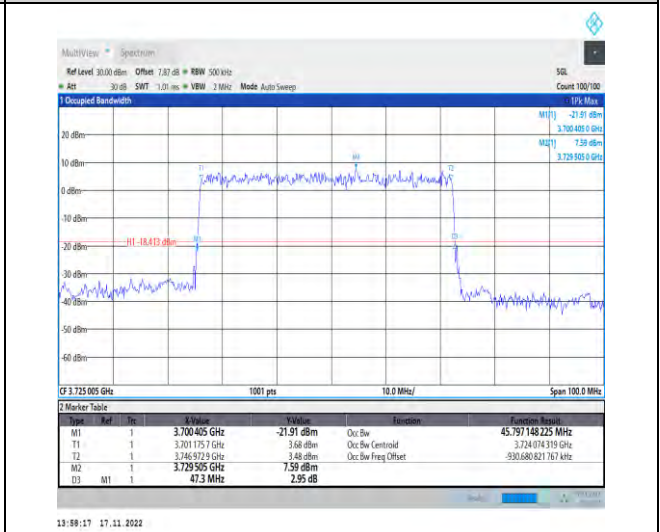 MultiView Spectrum
Ref Level 30.00 dBm Offset 7.87 dB RBW 500 kHz SGL
Att 30 dB SWT 1.01 ms VBW 2 MHz Mode Auto Sweep Count 100/100
1 Occupied Bandwidth 1Pk Max
M1[1] -21.91 dBm
3.700 405 0 GHz
M2[1] 7.59 dBm
3.729 505 0 GHz
20 dBm
10 dBm
0 dBm
-10 dBm
-20 dBm
-30 dBm
-40 dBm
-50 dBm
-60 dBm
T1
M2
T2
M1
D3
H1 -18.413 dBm
CF 3.725 005 GHz 1001 pts 10.0 MHz/ Span 100.0 MHz
2 Marker Table
Type Ref Trc X-Value Y-Value Function Function Result
M1 1 3.700 405 GHz -21.91 dBm Occ Bw 45.797 148 225 MHz
T1 1 3.701 175 7 GHz 3.68 dBm Occ Bw Centroid 3.724 074 319 GHz
T2 1 3.746 972 9 GHz 3.48 dBm Occ Bw Freq Offset -930.680 821 767 kHz
M2 1 3.729 505 GHz 7.59 dBm
D3 M1 1 47.3 MHz 2.95 dB
13:58:17 17.11.2022